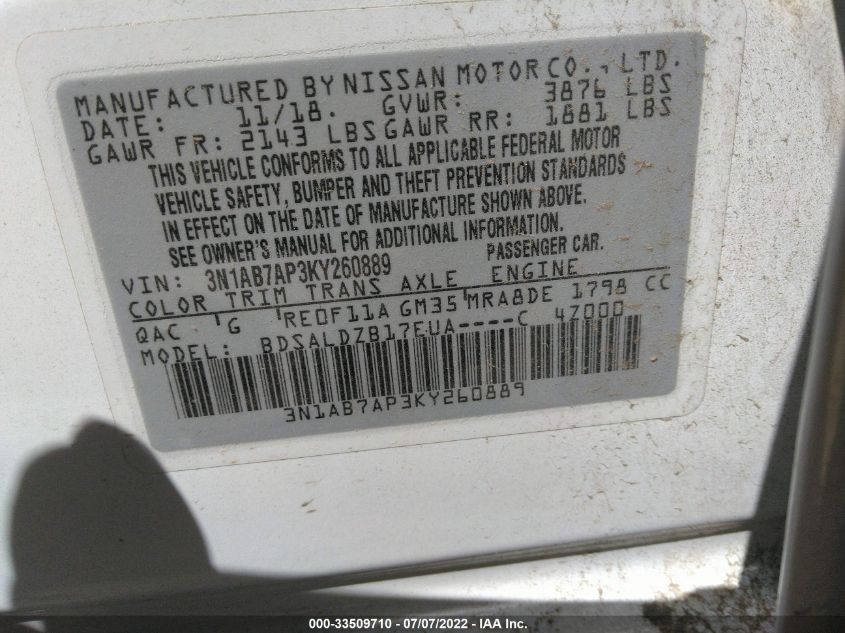 MANUFACTURED BY NISSAN MOTOR CO., LTD.
DATE: 11/18. GVWR: 3876 LBS
GAWR FR: 2143 LBS GAWR RR: 1881 LBS
THIS VEHICLE CONFORMS TO ALL APPLICABLE FEDERAL MOTOR
VEHICLE SAFETY, BUMPER AND THEFT PREVENTION STANDARDS
IN EFFECT ON THE DATE OF MANUFACTURE SHOWN ABOVE.
SEE OWNER'S MANUAL FOR ADDITIONAL INFORMATION.
VIN: 3N1AB7AP3KY260889 PASSENGER CAR.
COLOR TRIM TRANS AXLE ENGINE
QAC 'G 'RE0F11A GM35'MRA8DE 1798 CC
MODEL: BDSALDZB17EUA----C 4Z000
3N1AB7AP3KY260889
000-33509710 - 07/07/2022 - IAA Inc.